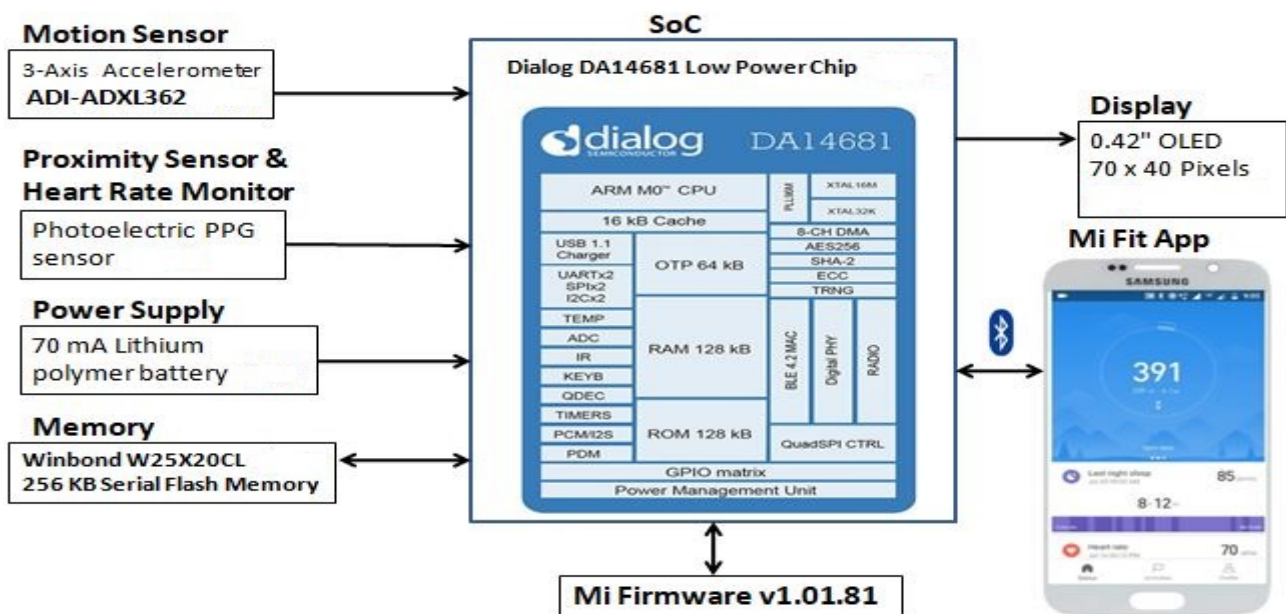 SoC
Motion Sensor
3-Axis Accelerometer
ADI-ADXL362
Proximity Sensor &
Heart Rate Monitor
Photoelectric PPG
sensor
Power Supply
70 mA Lithium
polymer battery
Memory
Winbond W25X20CL
256 KB Serial Flash Memory
Dialog DA14681 Low Power Chip
dialog
SEMICONDUCTOR
DA14681
ARM M0™ CPU
16 kB Cache
USB 1.1
Charger
UARTx2
SPIx2
I2Cx2
TEMP
ADC
IR
KEYB
QDEC
TIMERS
PCM/I2S
PDM
OTP 64 kB
RAM 128 kB
ROM 128 kB
XTAL16M
XTAL32K
8-CH DMA
AES256
SHA-2
ECC
TRNG
BLE 4.2 MAC
Digital PHY
RADIO
QuadSPI CTRL
GPIO matrix
Power Management Unit
Mi Firmware v1.01.81
Display
0.42" OLED
70 x 40 Pixels
Mi Fit App
SAMSUNG
391
Last night sleep
85
8 12
Heart rate
70